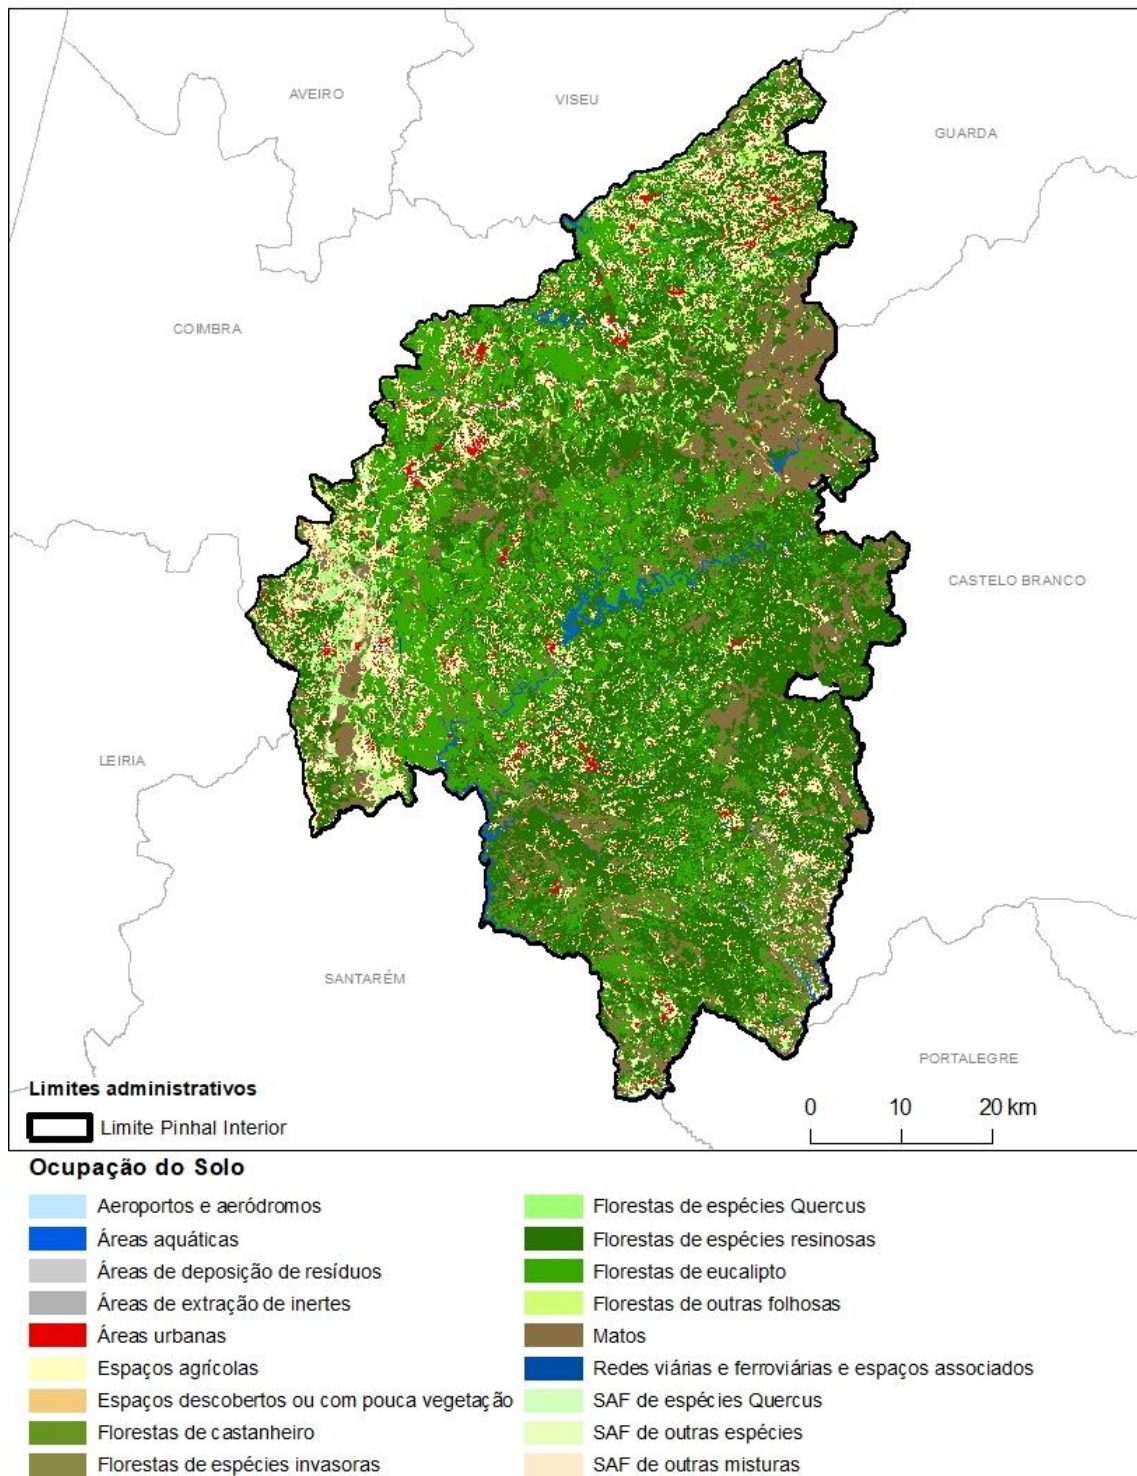 AVEIRO
VISEU
GUARDA
COIMBRA
CASTELO BRANCO
LEIRIA
SANTARÉM
PORTALEGRE
Limites administrativos
Limite Pinhal Interior
0 10 20 km
Ocupação do Solo
Aeroportos e aeródromos
Áreas aquáticas
Áreas de deposição de resíduos
Áreas de extração de inertes
Áreas urbanas
Espaços agrícolas
Espaços descobertos ou com pouca vegetação
Florestas de castanheiro
Florestas de espécies invasoras
Florestas de espécies Quercus
Florestas de espécies resinosas
Florestas de eucalipto
Florestas de outras folhosas
Matos
Redes viárias e ferroviárias e espaços associados
SAF de espécies Quercus
SAF de outras espécies
SAF de outras misturas